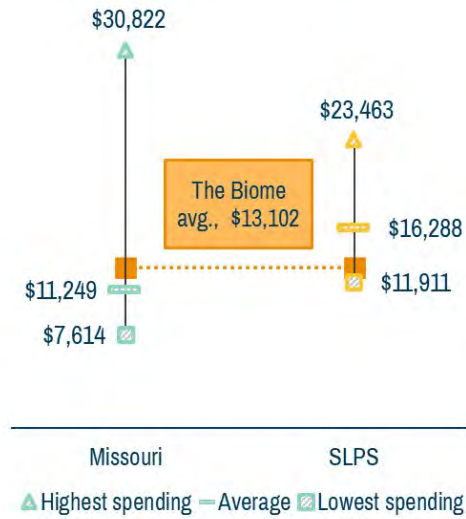 $30,822
$23,463
The Biome
avg., $13,102
$16,288
$11,249
$11,911
$7,614
Missouri SLPS
Highest spending Average Lowest spending